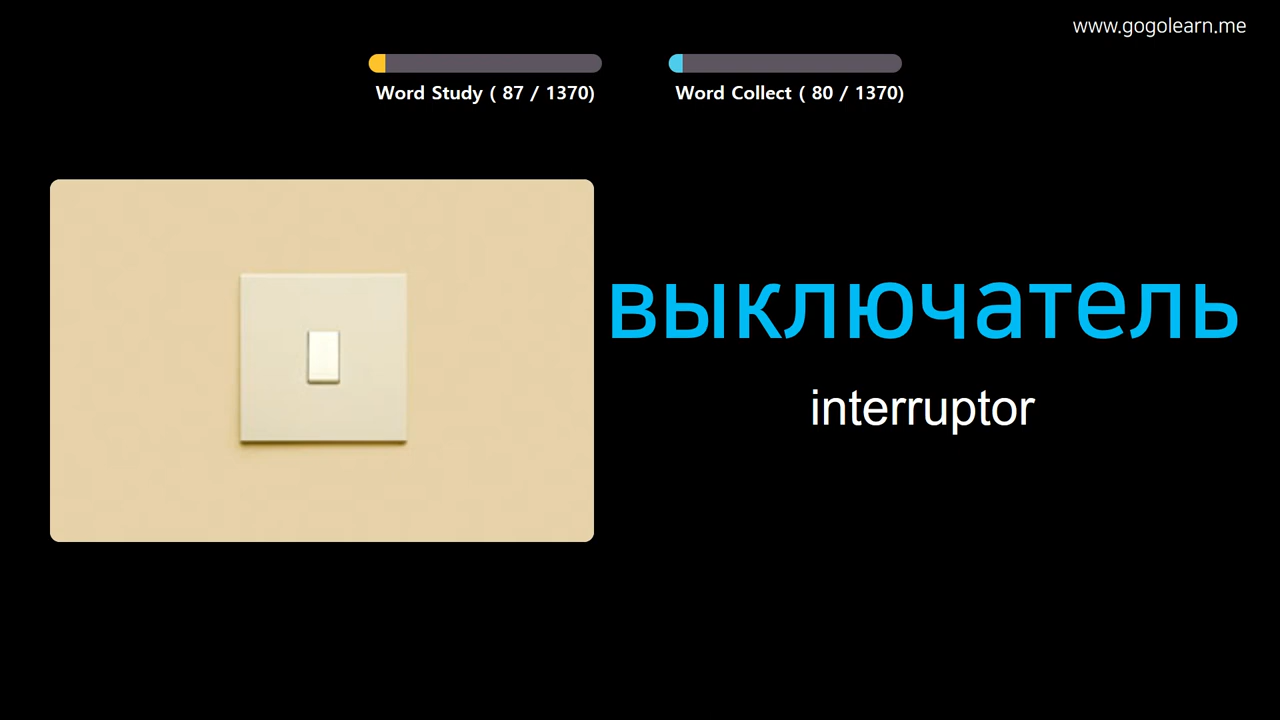 www.gogolearn.me
Word Study ( 87 / 1370)
Word Collect ( 80 / 1370)
выключатель
interruptor